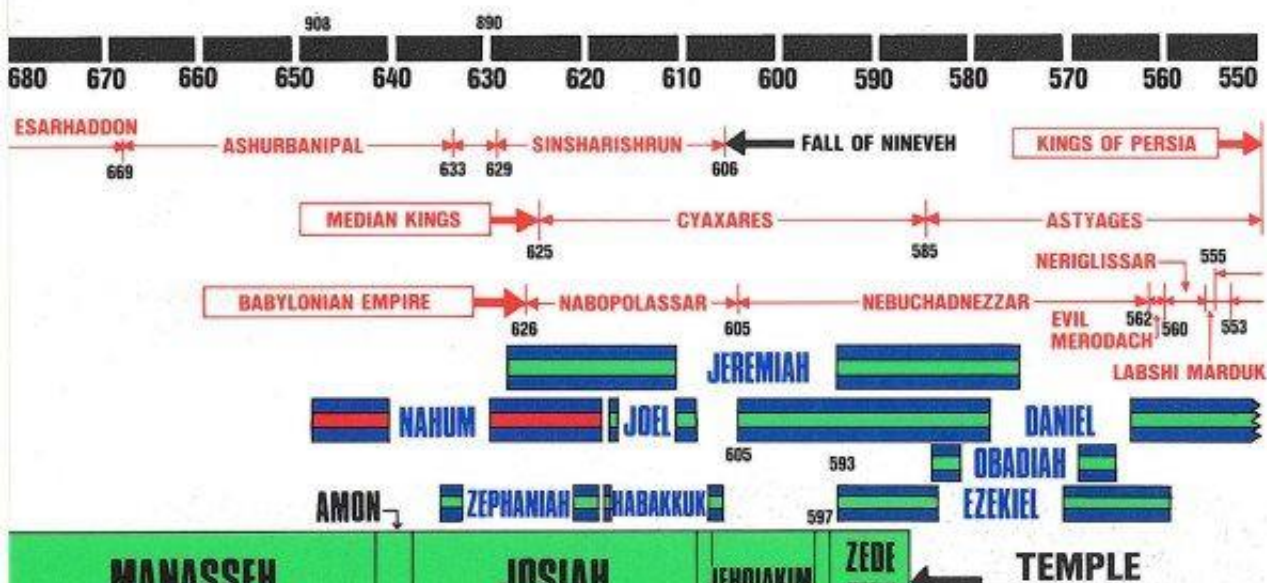 908 890
680 670 660 650 640 630 620 610 600 590 580 570 560 550
ESARHADDON
ASHURBANIPAL SINSHARISHRUN FALL OF NINEVEH KINGS OF PERSIA
669 633 629 606
MEDIAN KINGS CYAXARES ASTYAGES
625 585
NERIGLISSAR 555
BABYLONIAN EMPIRE NABOPOLASSAR NEBUCHADNEZZAR
626 605 562 560 553
EVIL
MERODACH
JEREMIAH LABSHI MARDUK
NAHUM JOEL DANIEL
605 593 OBADIAH
AMON ZEPHANIAH HABAKKUK 597 EZEKIEL
MANASSEH JOSIAH JEHOIAKIM ZEDE TEMPLE